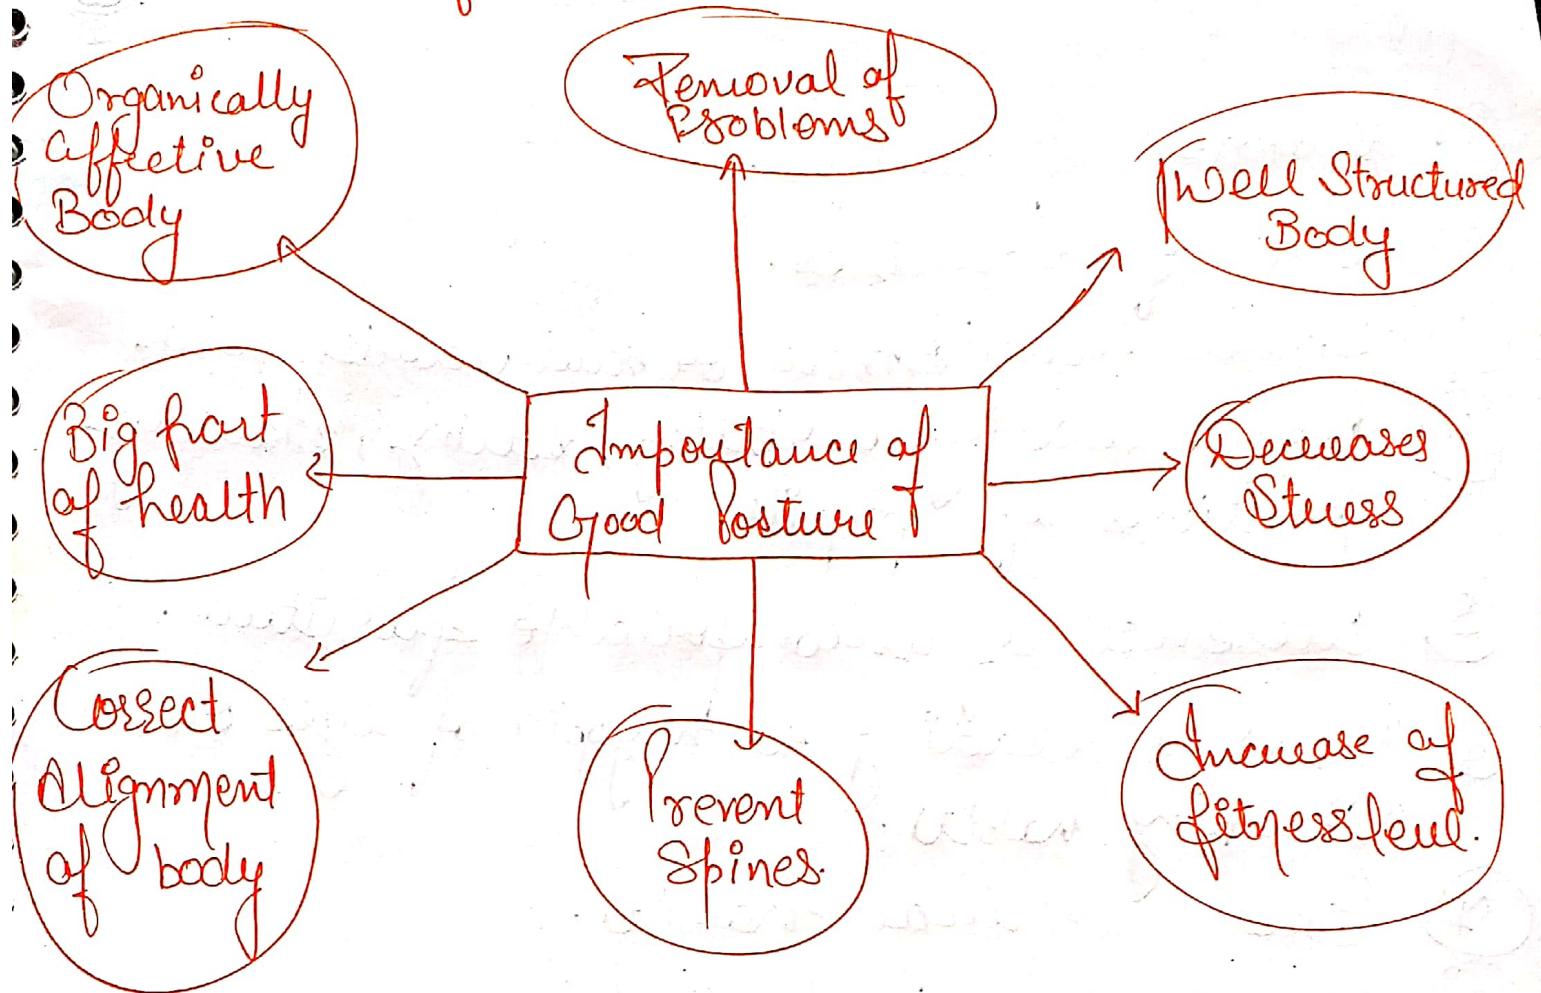 Organically
affective
Body
Removal of
Problems
Well Structured
Body
Big part
of health
Importance of
Good Posture
Decreases
Stress
Correct
Alignment
of body
Prevent
Spines.
Increase of
fitness level.